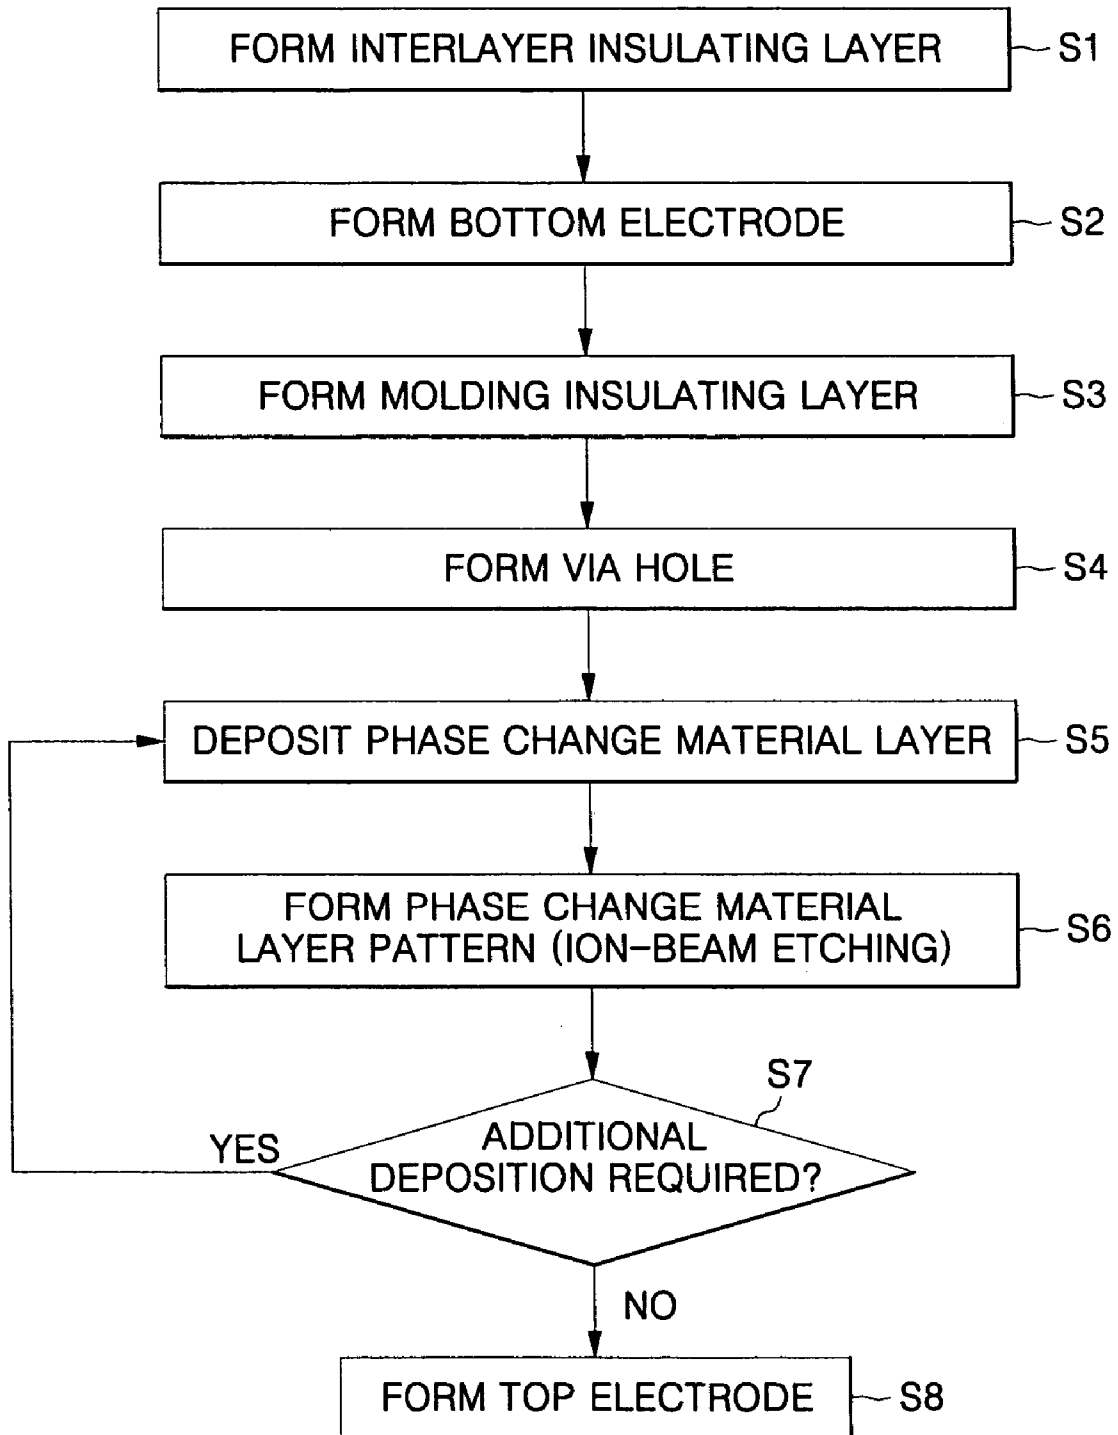 FORM INTERLAYER INSULATING LAYER
S1
FORM BOTTOM ELECTRODE
S2
FORM MOLDING INSULATING LAYER
S3
FORM VIA HOLE
S4
DEPOSIT PHASE CHANGE MATERIAL LAYER
S5
FORM PHASE CHANGE MATERIAL
LAYER PATTERN (ION-BEAM ETCHING)
S6
S7
ADDITIONAL
DEPOSITION REQUIRED?
YES
NO
FORM TOP ELECTRODE
S8